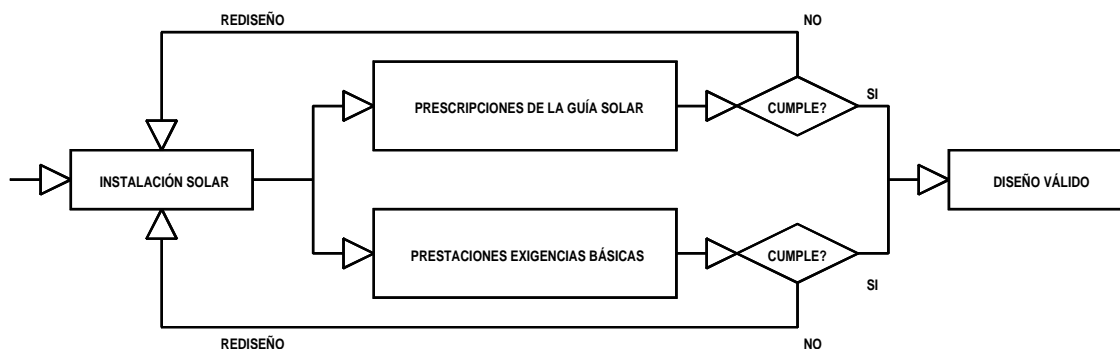 REDISEÑO
NO
PRESCRIPCIONES DE LA GUÍA SOLAR
CUMPLE?
SI
INSTALACIÓN SOLAR
DISEÑO VÁLIDO
PRESTACIONES EXIGENCIAS BÁSICAS
CUMPLE?
SI
REDISEÑO
NO